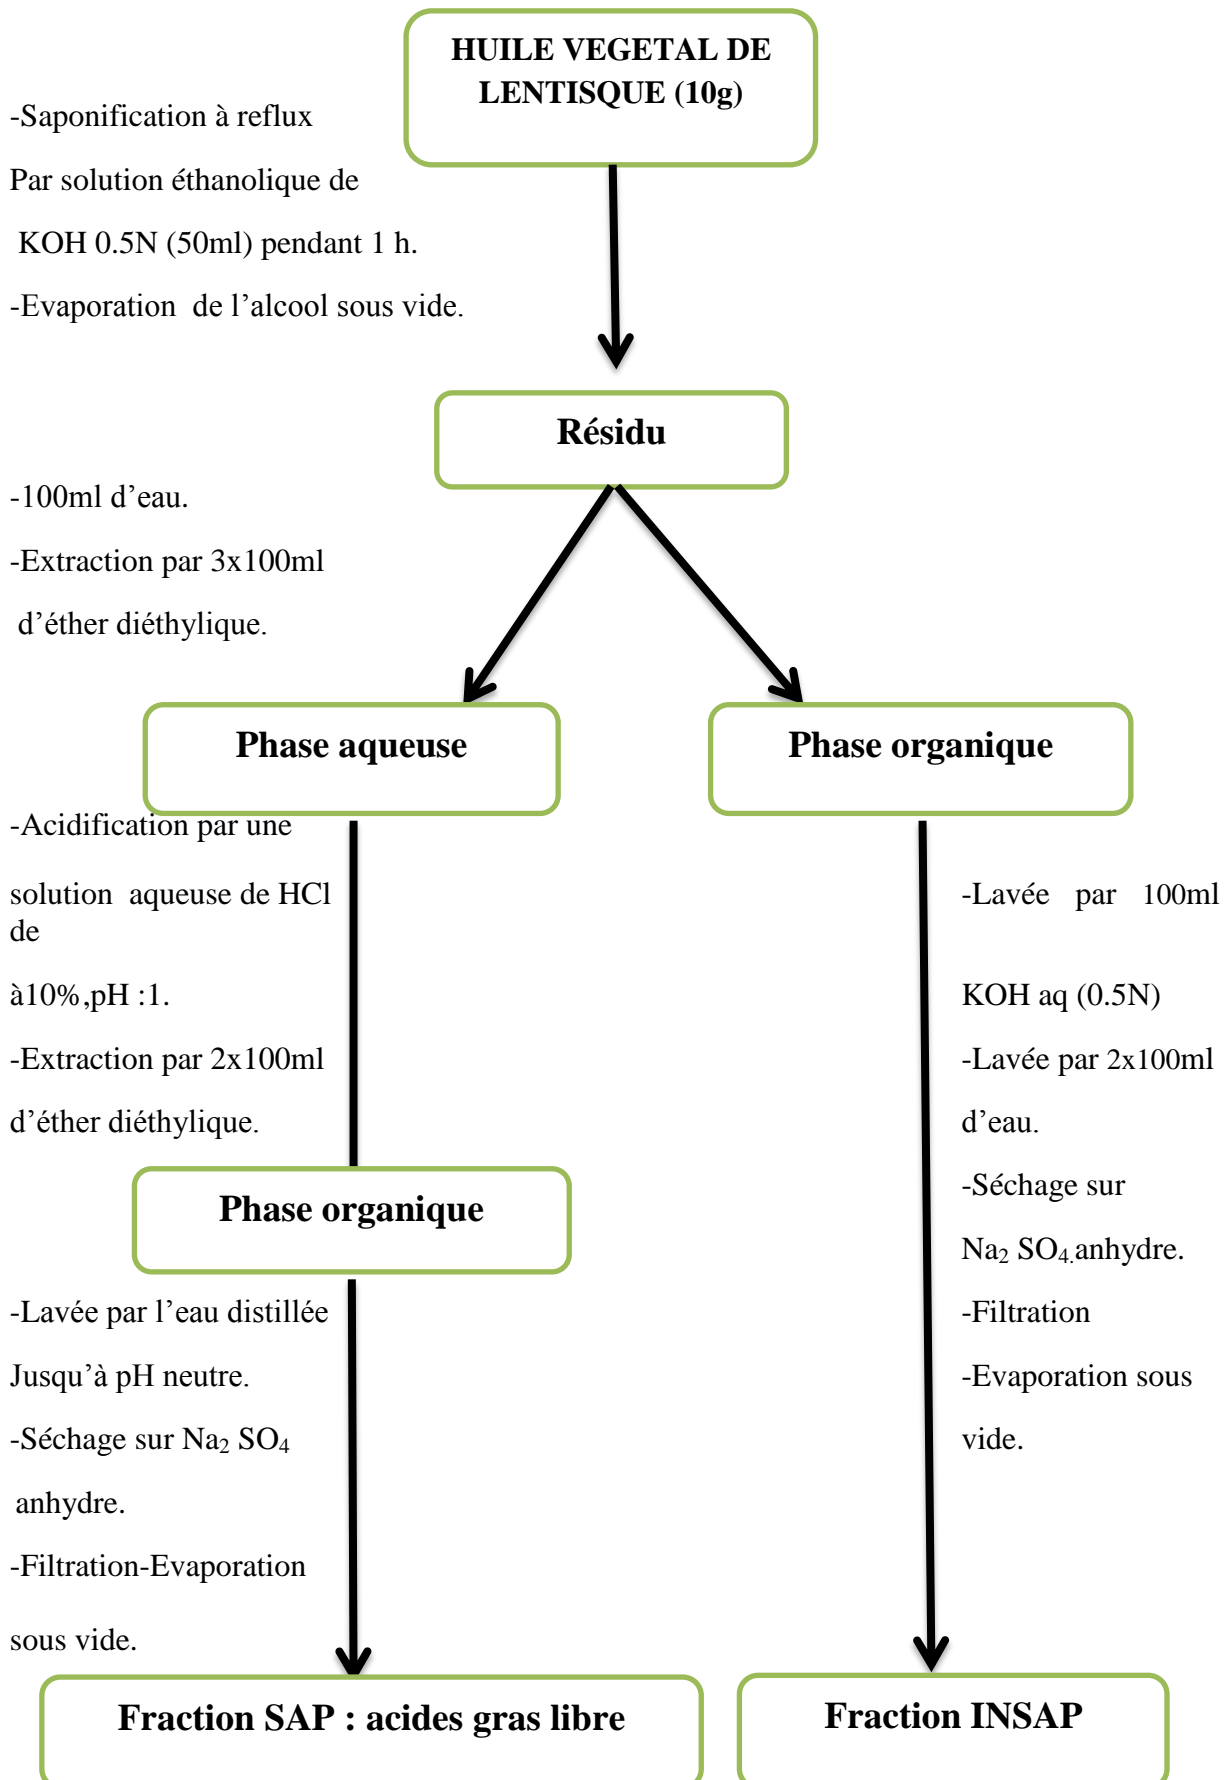 HUILE VEGETAL DE
LENTISQUE (10g)
-Saponification à reflux
Par solution éthanolique de
KOH 0.5N (50ml) pendant 1 h.
-Evaporation de l’alcool sous vide.
Résidu
-100ml d’eau.
-Extraction par 3x100ml
d’éther diéthylique.
Phase aqueuse
Phase organique
-Acidification par une
solution aqueuse de HCl
de
à10%,pH :1.
-Extraction par 2x100ml
d’éther diéthylique.
-Lavée par 100ml
KOH aq (0.5N)
-Lavée par 2x100ml
d’eau.
-Séchage sur
Na₂ SO₄.anhydre.
-Filtration
-Evaporation sous
vide.
Phase organique
-Lavée par l’eau distillée
Jusqu’à pH neutre.
-Séchage sur Na₂ SO₄
anhydre.
-Filtration-Evaporation
sous vide.
Fraction SAP : acides gras libre
Fraction INSAP